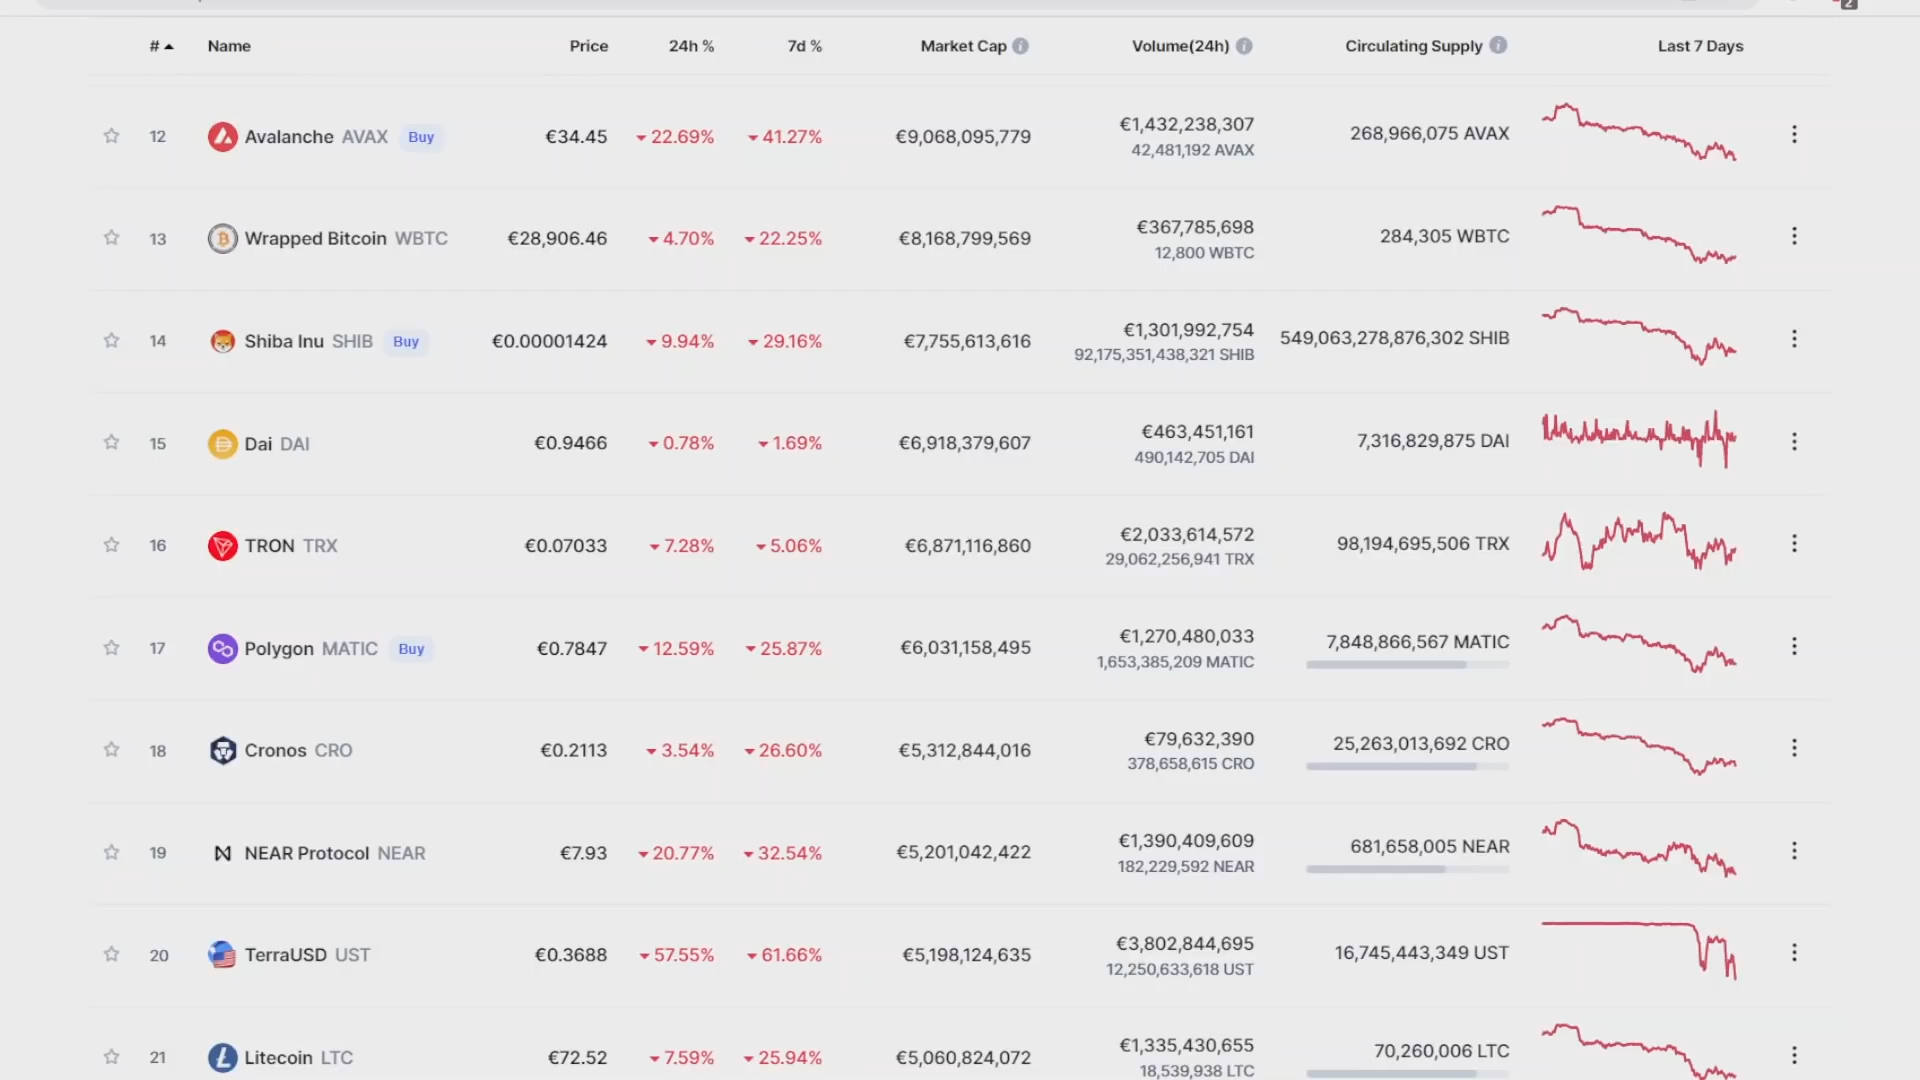 2
# Name Price 24h % 7d % Market Cap Volume(24h) Circulating Supply Last 7 Days
12 Avalanche AVAX Buy €34.45 22.69% 41.27% €9,068,095,779 €1,432,238,307 268,966,075 AVAX
42,481,192 AVAX
13 Wrapped Bitcoin WBTC €28,906.46 4.70% 22.25% €8,168,799,569 €367,785,698 284,305 WBTC
12,800 WBTC
14 Shiba Inu SHIB Buy €0.00001424 9.94% 29.16% €7,755,613,616 €1,301,992,754 549,063,278,876,302 SHIB
92,175,351,438,321 SHIB
15 Dai DAI €0.9466 0.78% 1.69% €6,918,379,607 €463,451,161 7,316,829,875 DAI
490,142,705 DAI
16 TRON TRX €0.07033 7.28% 5.06% €6,871,116,860 €2,033,614,572 98,194,695,506 TRX
29,062,256,941 TRX
17 Polygon MATIC Buy €0.7847 12.59% 25.87% €6,031,158,495 €1,270,480,033 7,848,866,567 MATIC
1,653,385,209 MATIC
18 Cronos CRO €0.2113 3.54% 26.60% €5,312,844,016 €79,632,390 25,263,013,692 CRO
378,658,615 CRO
19 NEAR Protocol NEAR €7.93 20.77% 32.54% €5,201,042,422 €1,390,409,609 681,658,005 NEAR
182,229,592 NEAR
20 TerraUSD UST €0.3688 57.55% 61.66% €5,198,124,635 €3,802,844,695 16,745,443,349 UST
12,250,633,618 UST
21 Litecoin LTC €72.52 7.59% 25.94% €5,060,824,072 €1,335,430,655 70,260,006 LTC
18,539,938 LTC